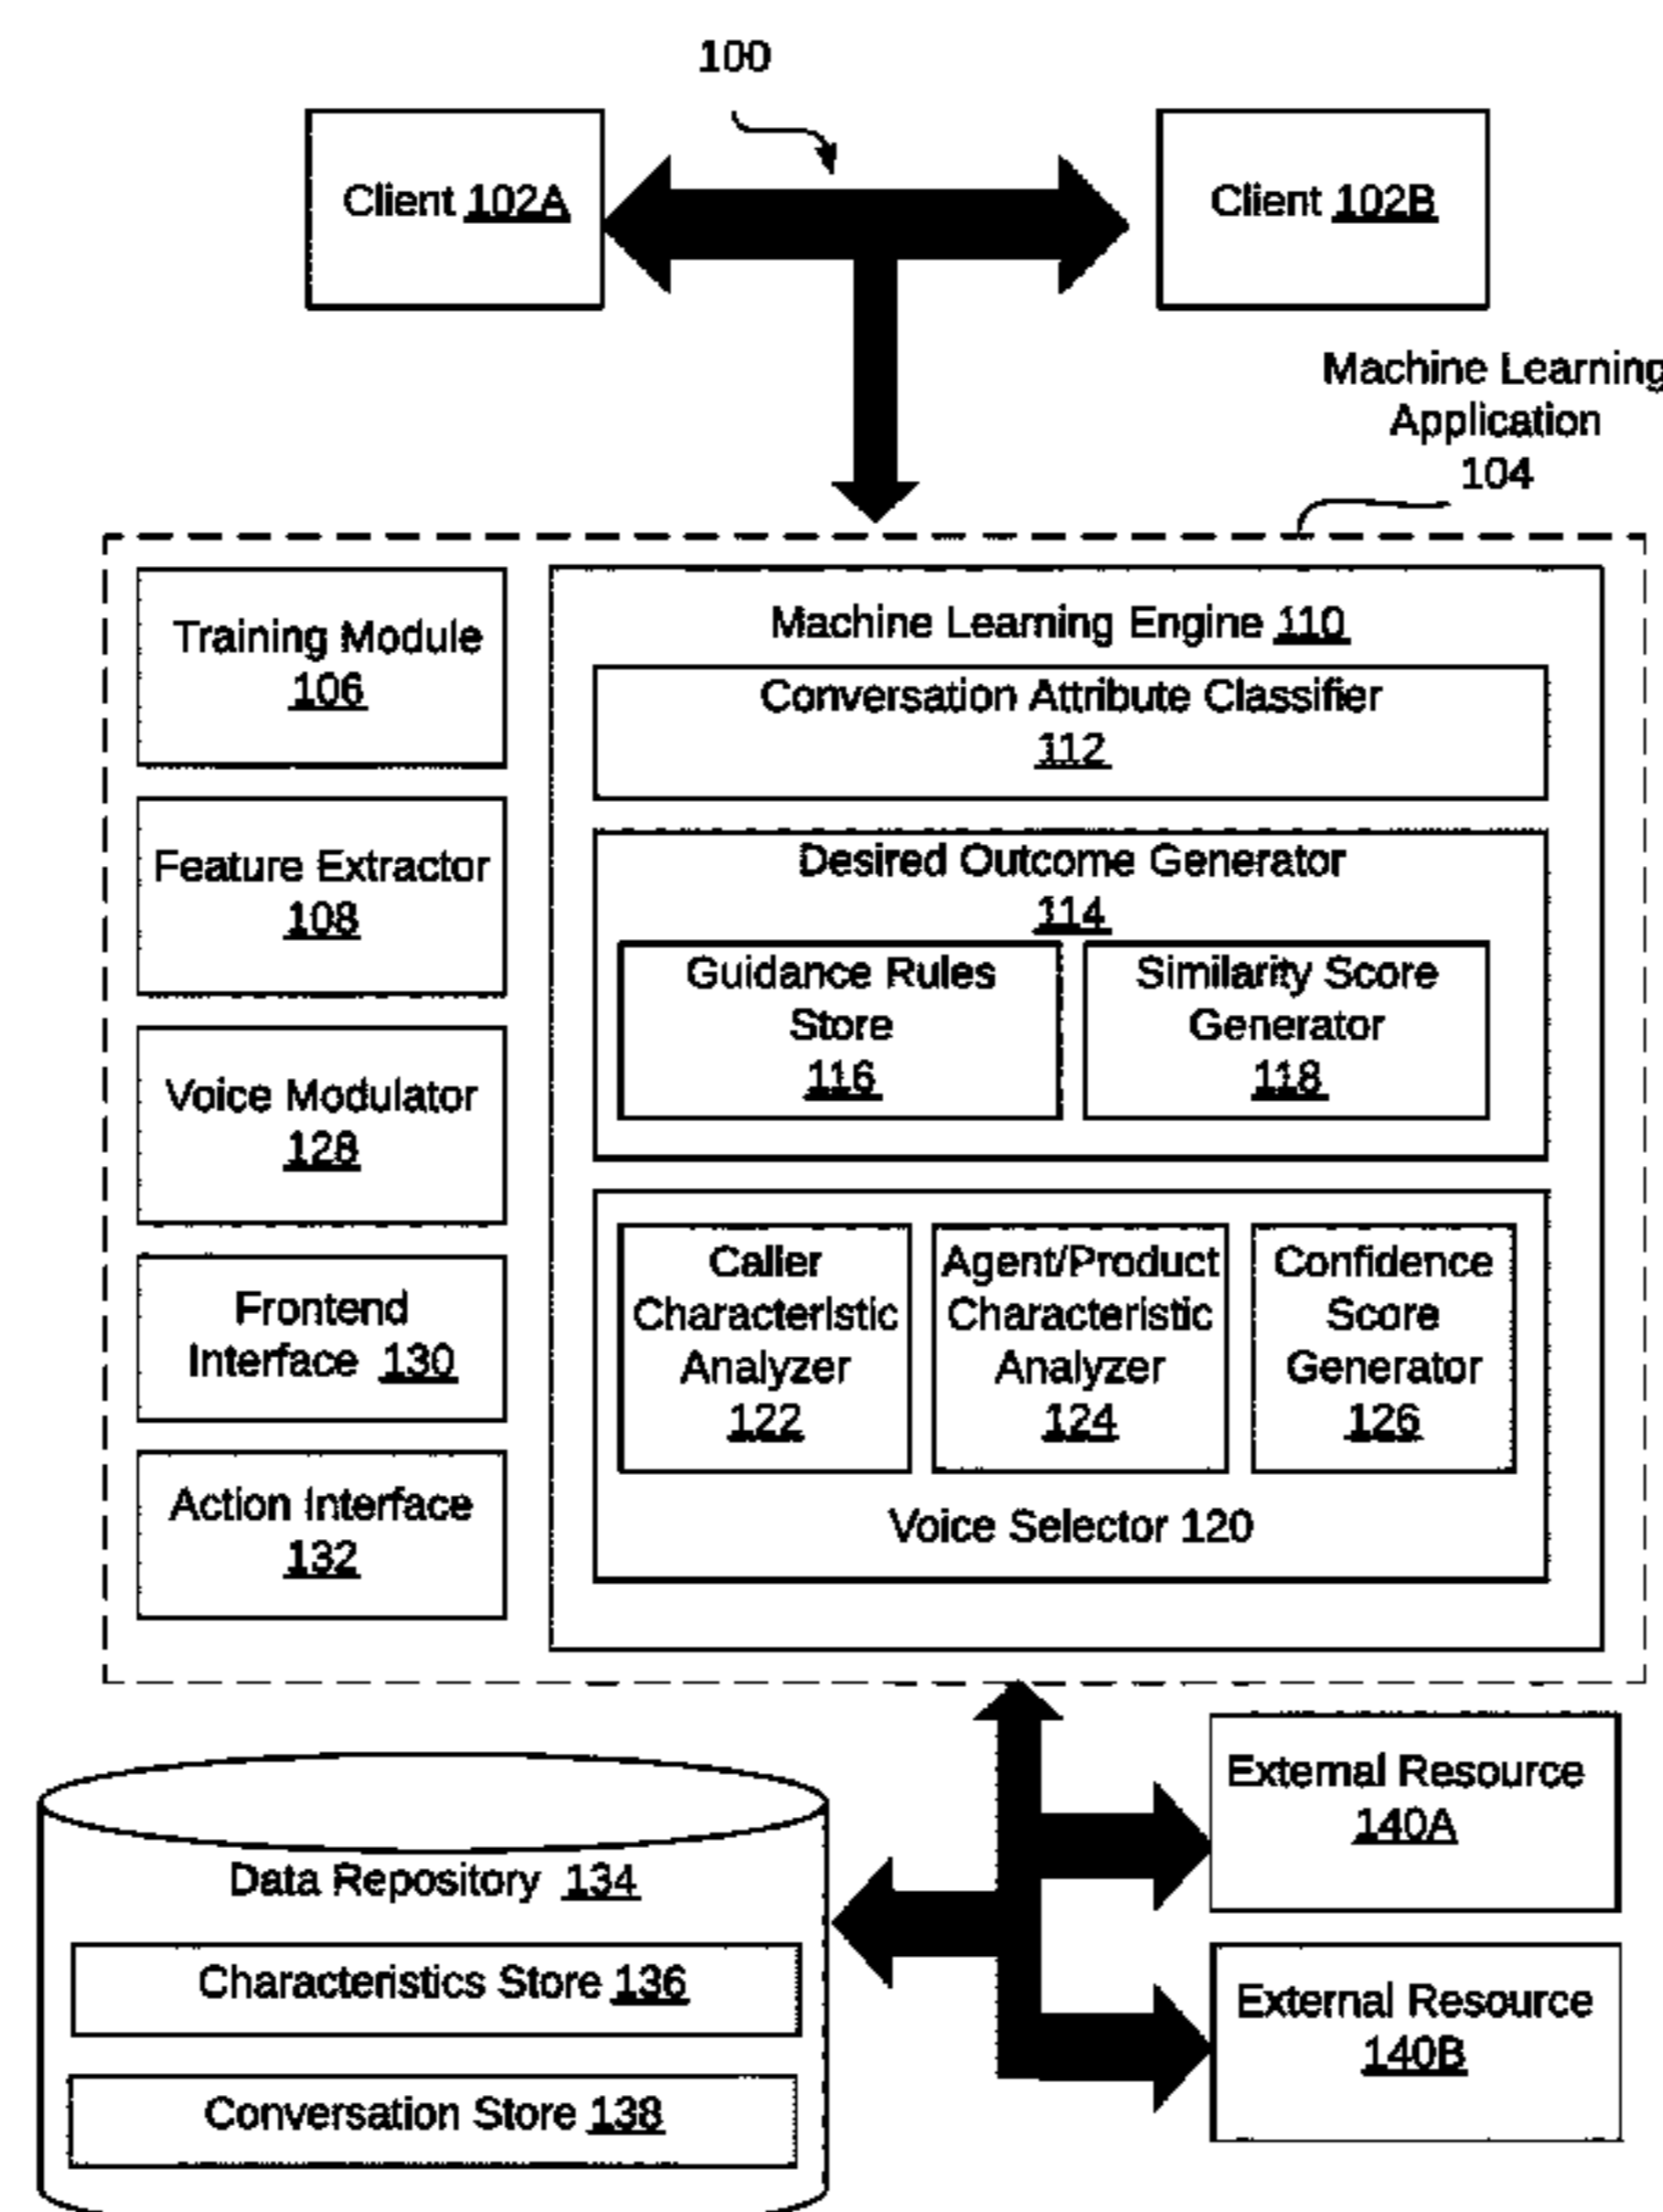 100
Client 102A
Client 102B
Machine Learning
Application
104
Training Module
106
Feature Extractor
108
Voice Modulator
128
Frontend
Interface 130
Action Interface
132
Machine Learning Engine 110
Conversation Attribute Classifier
112
Desired Outcome Generator
114
Guidance Rules
Store
116
Similarity Score
Generator
118
Caller
Characteristic
Analyzer
122
Agent/Product
Characteristic
Analyzer
124
Confidence
Score
Generator
126
Voice Selector 120
Data Repository 134
Characteristics Store 136
Conversation Store 138
External Resource
140A
External Resource
140B